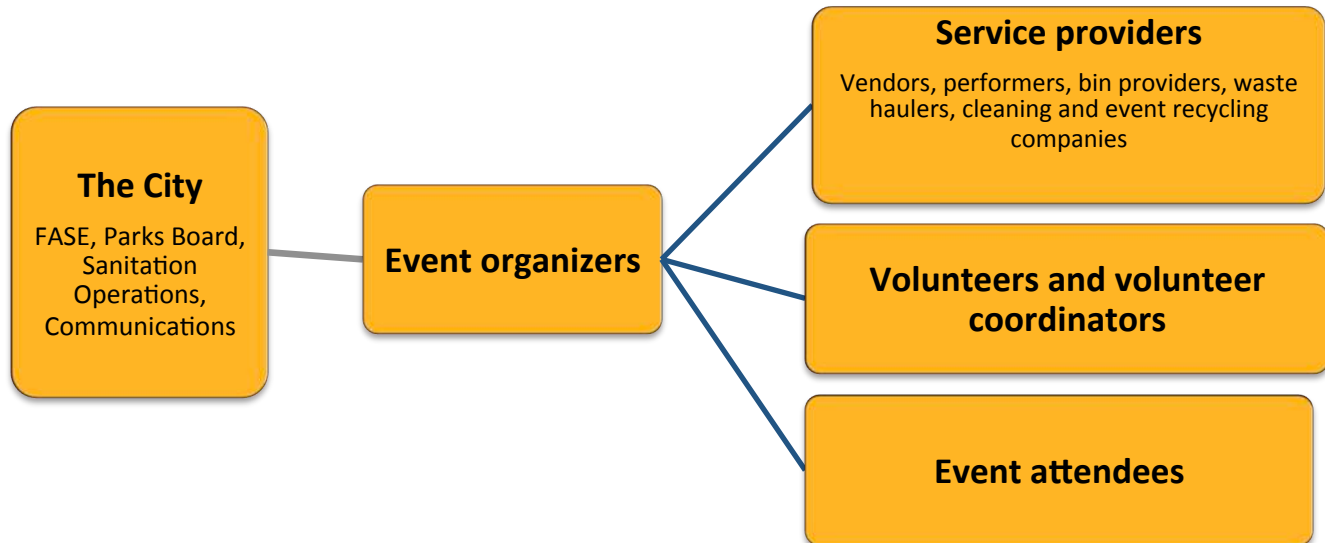 The City
FASE, Parks Board,
Sanitation
Operations,
Communications
Event organizers
Service providers
Vendors, performers, bin providers, waste
haulers, cleaning and event recycling
companies
Volunteers and volunteer
coordinators
Event attendees